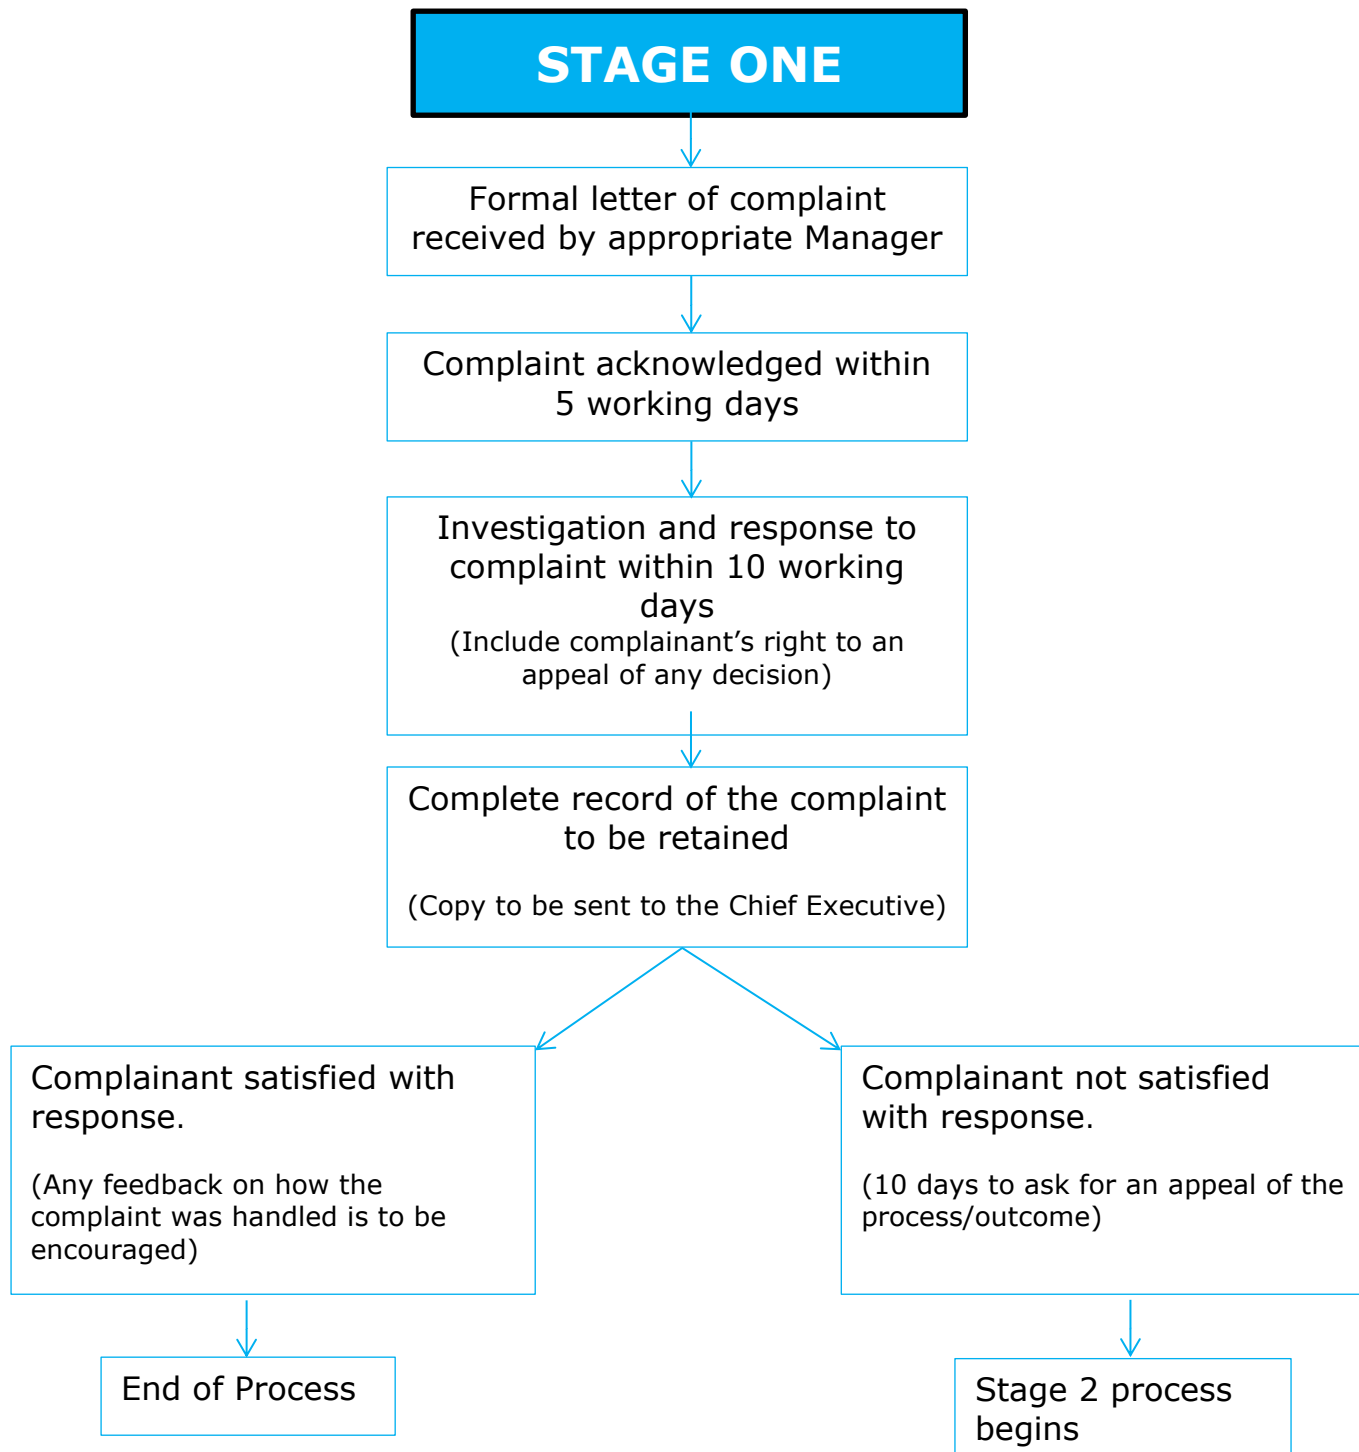 STAGE ONE
Formal letter of complaint
received by appropriate Manager
Complaint acknowledged within
5 working days
Investigation and response to
complaint within 10 working
days
(Include complainant’s right to an
appeal of any decision)
Complete record of the complaint
to be retained
(Copy to be sent to the Chief Executive)
Complainant satisfied with
response.
(Any feedback on how the
complaint was handled is to be
encouraged)
End of Process
Complainant not satisfied
with response.
(10 days to ask for an appeal of the
process/outcome)
Stage 2 process
begins